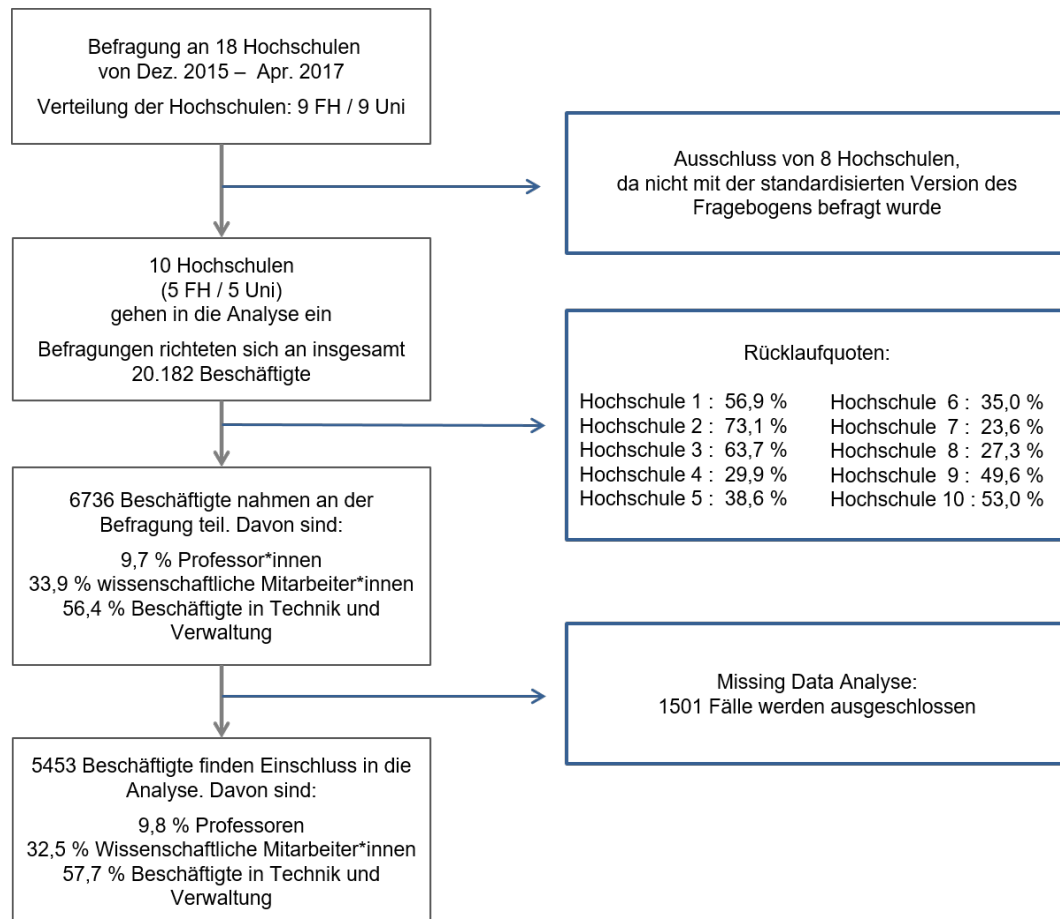 Befragung an 18 Hochschulen
von Dez. 2015 – Apr. 2017
Verteilung der Hochschulen: 9 FH / 9 Uni
Ausschluss von 8 Hochschulen,
da nicht mit der standardisierten Version des
Fragebogens befragt wurde
10 Hochschulen
(5 FH / 5 Uni)
gehen in die Analyse ein
Befragungen richteten sich an insgesamt
20.182 Beschäftigte
Rücklaufquoten:
Hochschule 1 : 56,9 %
Hochschule 2 : 73,1 %
Hochschule 3 : 63,7 %
Hochschule 4 : 29,9 %
Hochschule 5 : 38,6 %
Hochschule 6 : 35,0 %
Hochschule 7 : 23,6 %
Hochschule 8 : 27,3 %
Hochschule 9 : 49,6 %
Hochschule 10 : 53,0 %
6736 Beschäftigte nahmen an der
Befragung teil. Davon sind:
9,7 % Professor*innen
33,9 % wissenschaftliche Mitarbeiter*innen
56,4 % Beschäftigte in Technik und
Verwaltung
Missing Data Analyse:
1501 Fälle werden ausgeschlossen
5453 Beschäftigte finden Einschluss in die
Analyse. Davon sind:
9,8 % Professoren
32,5 % Wissenschaftliche Mitarbeiter*innen
57,7 % Beschäftigte in Technik und
Verwaltung